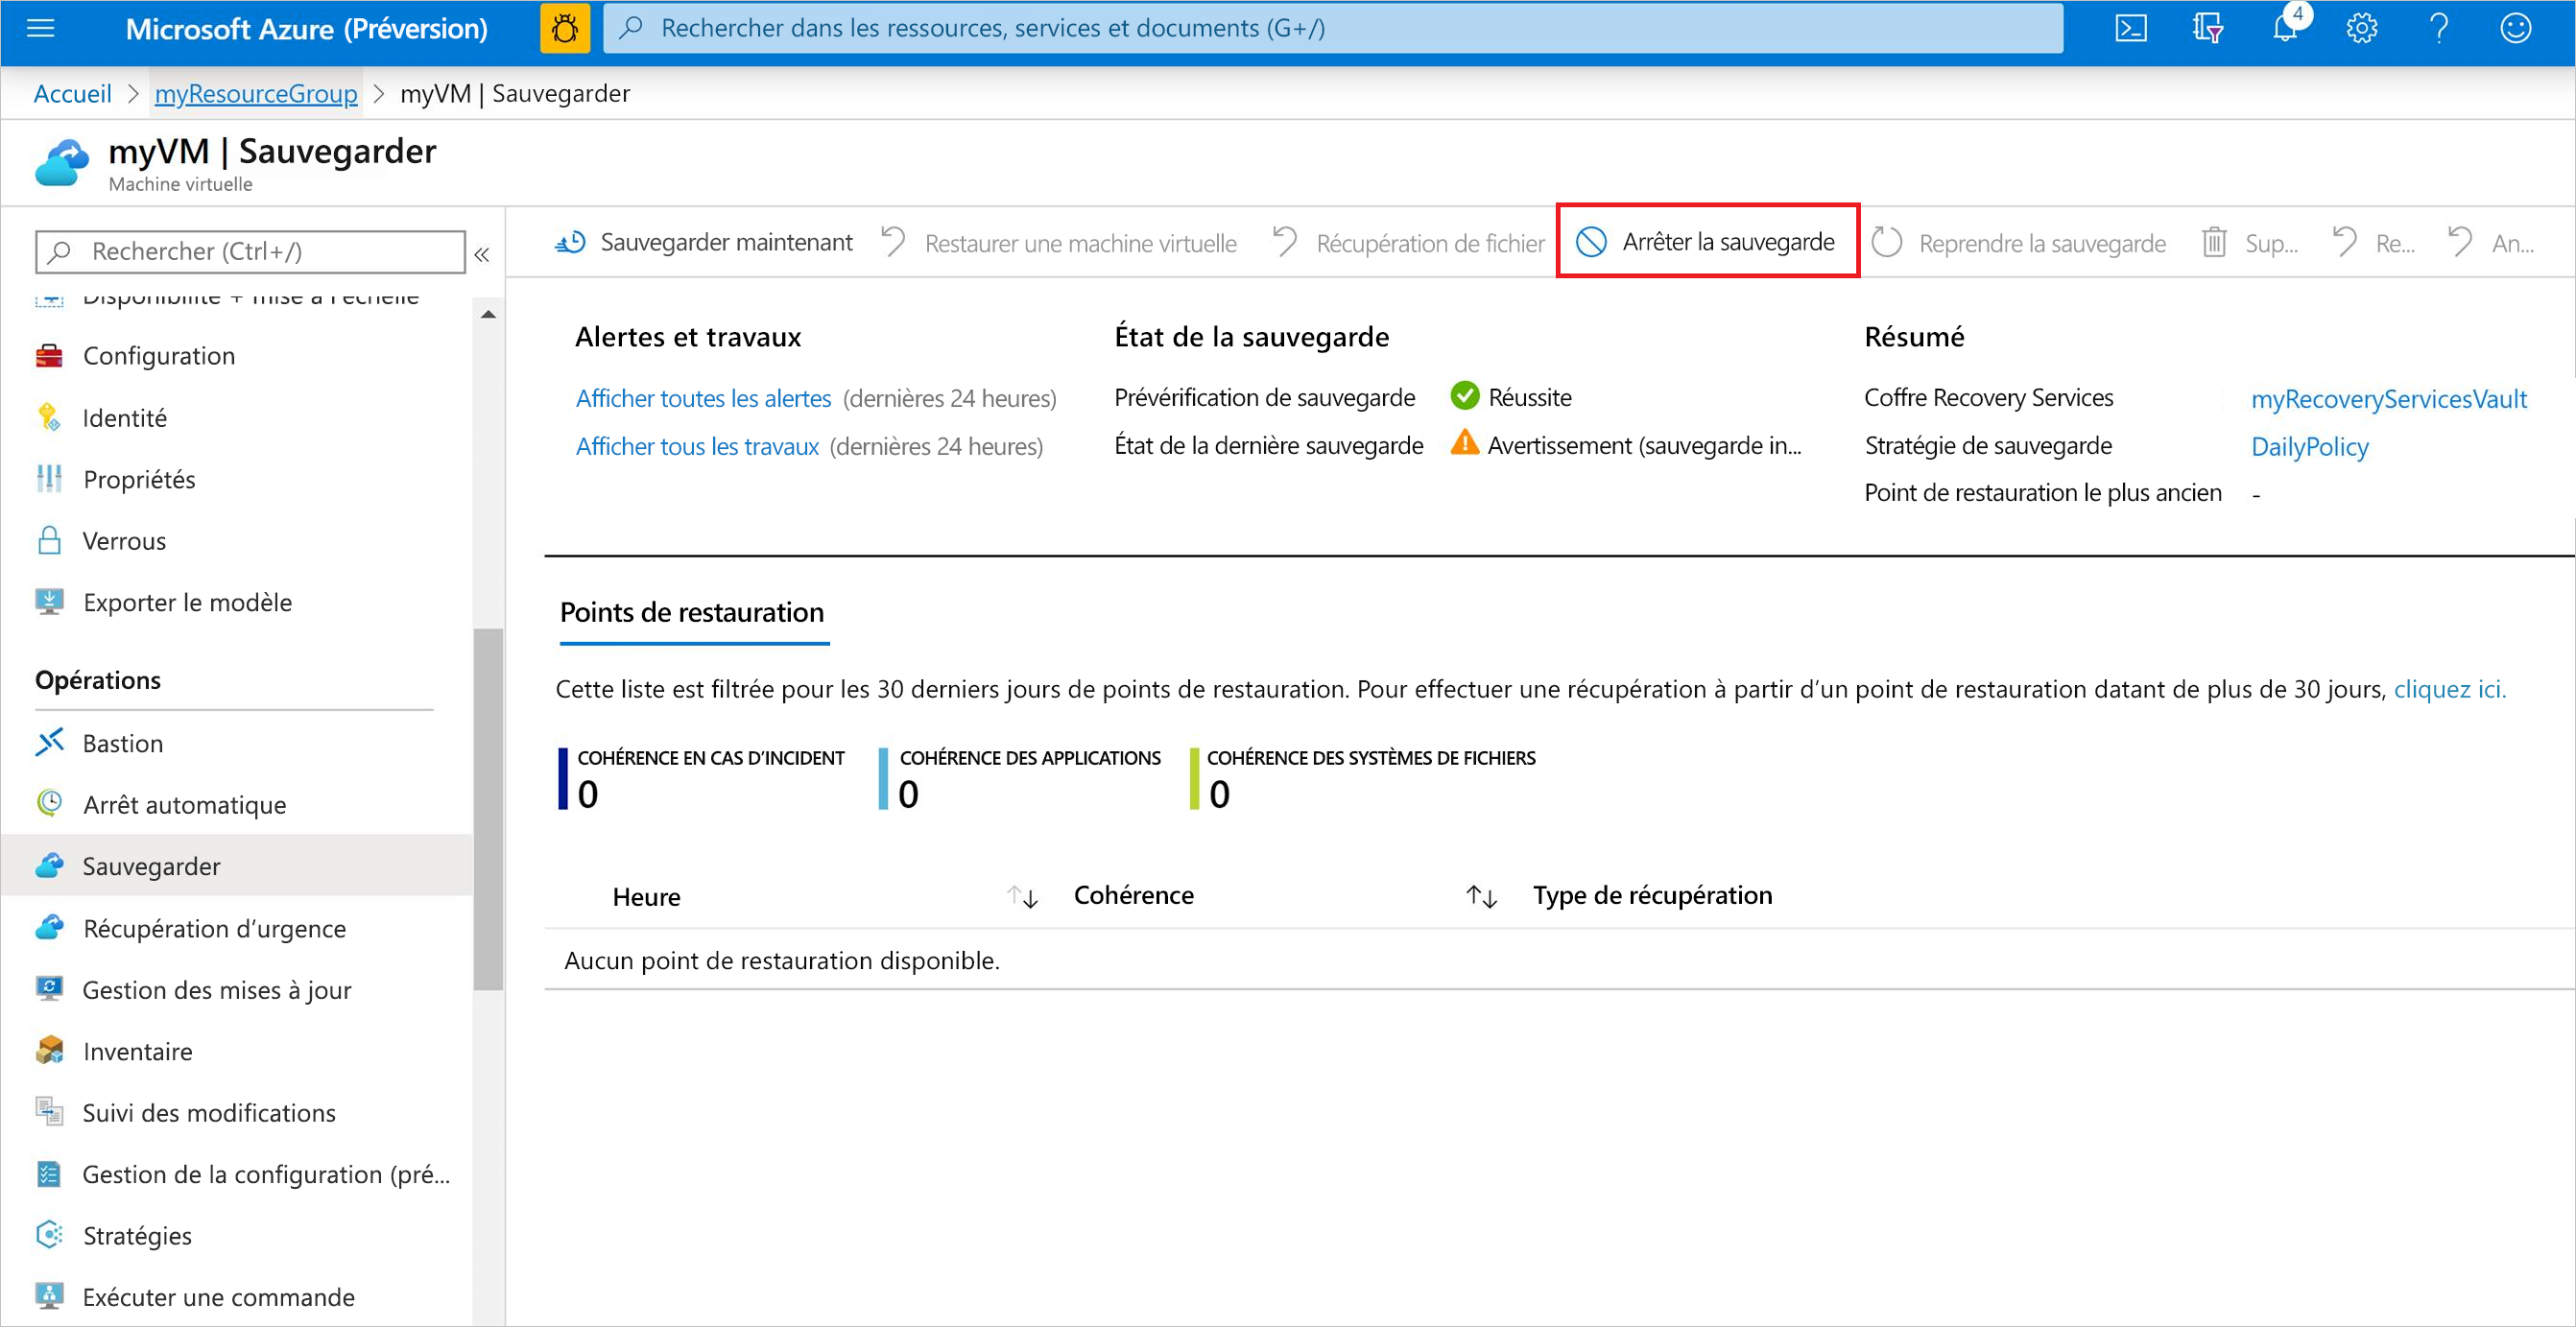 Microsoft Azure (Préversion)
Rechercher dans les ressources, services et documents (G+/)
4
Accueil > myResourceGroup > myVM | Sauvegarder
myVM | Sauvegarder
Machine virtuelle
Rechercher (Ctrl+/)
«
Sauvegarder maintenant
Restaurer une machine virtuelle
Récupération de fichier
Arrêter la sauvegarde
Reprendre la sauvegarde
Sup...
Re...
An...
Disponibilité + mise à l'échelle
Configuration
Identité
Propriétés
Verrous
Exporter le modèle
Opérations
Bastion
Arrêt automatique
Sauvegarder
Récupération d’urgence
Gestion des mises à jour
Inventaire
Suivi des modifications
Gestion de la configuration (pré...
Stratégies
Exécuter une commande
Alertes et travaux
Afficher toutes les alertes (dernières 24 heures)
Afficher tous les travaux (dernières 24 heures)
État de la sauvegarde
Prévérification de sauvegarde Réussite
État de la dernière sauvegarde Avertissement (sauvegarde in...
Résumé
Coffre Recovery Services myRecoveryServicesVault
Stratégie de sauvegarde DailyPolicy
Point de restauration le plus ancien -
Points de restauration
Cette liste est filtrée pour les 30 derniers jours de points de restauration. Pour effectuer une récupération à partir d’un point de restauration datant de plus de 30 jours, cliquez ici.
COHÉRENCE EN CAS D’INCIDENT
0
COHÉRENCE DES APPLICATIONS
0
COHÉRENCE DES SYSTÈMES DE FICHIERS
0
Heure Cohérence Type de récupération
Aucun point de restauration disponible.